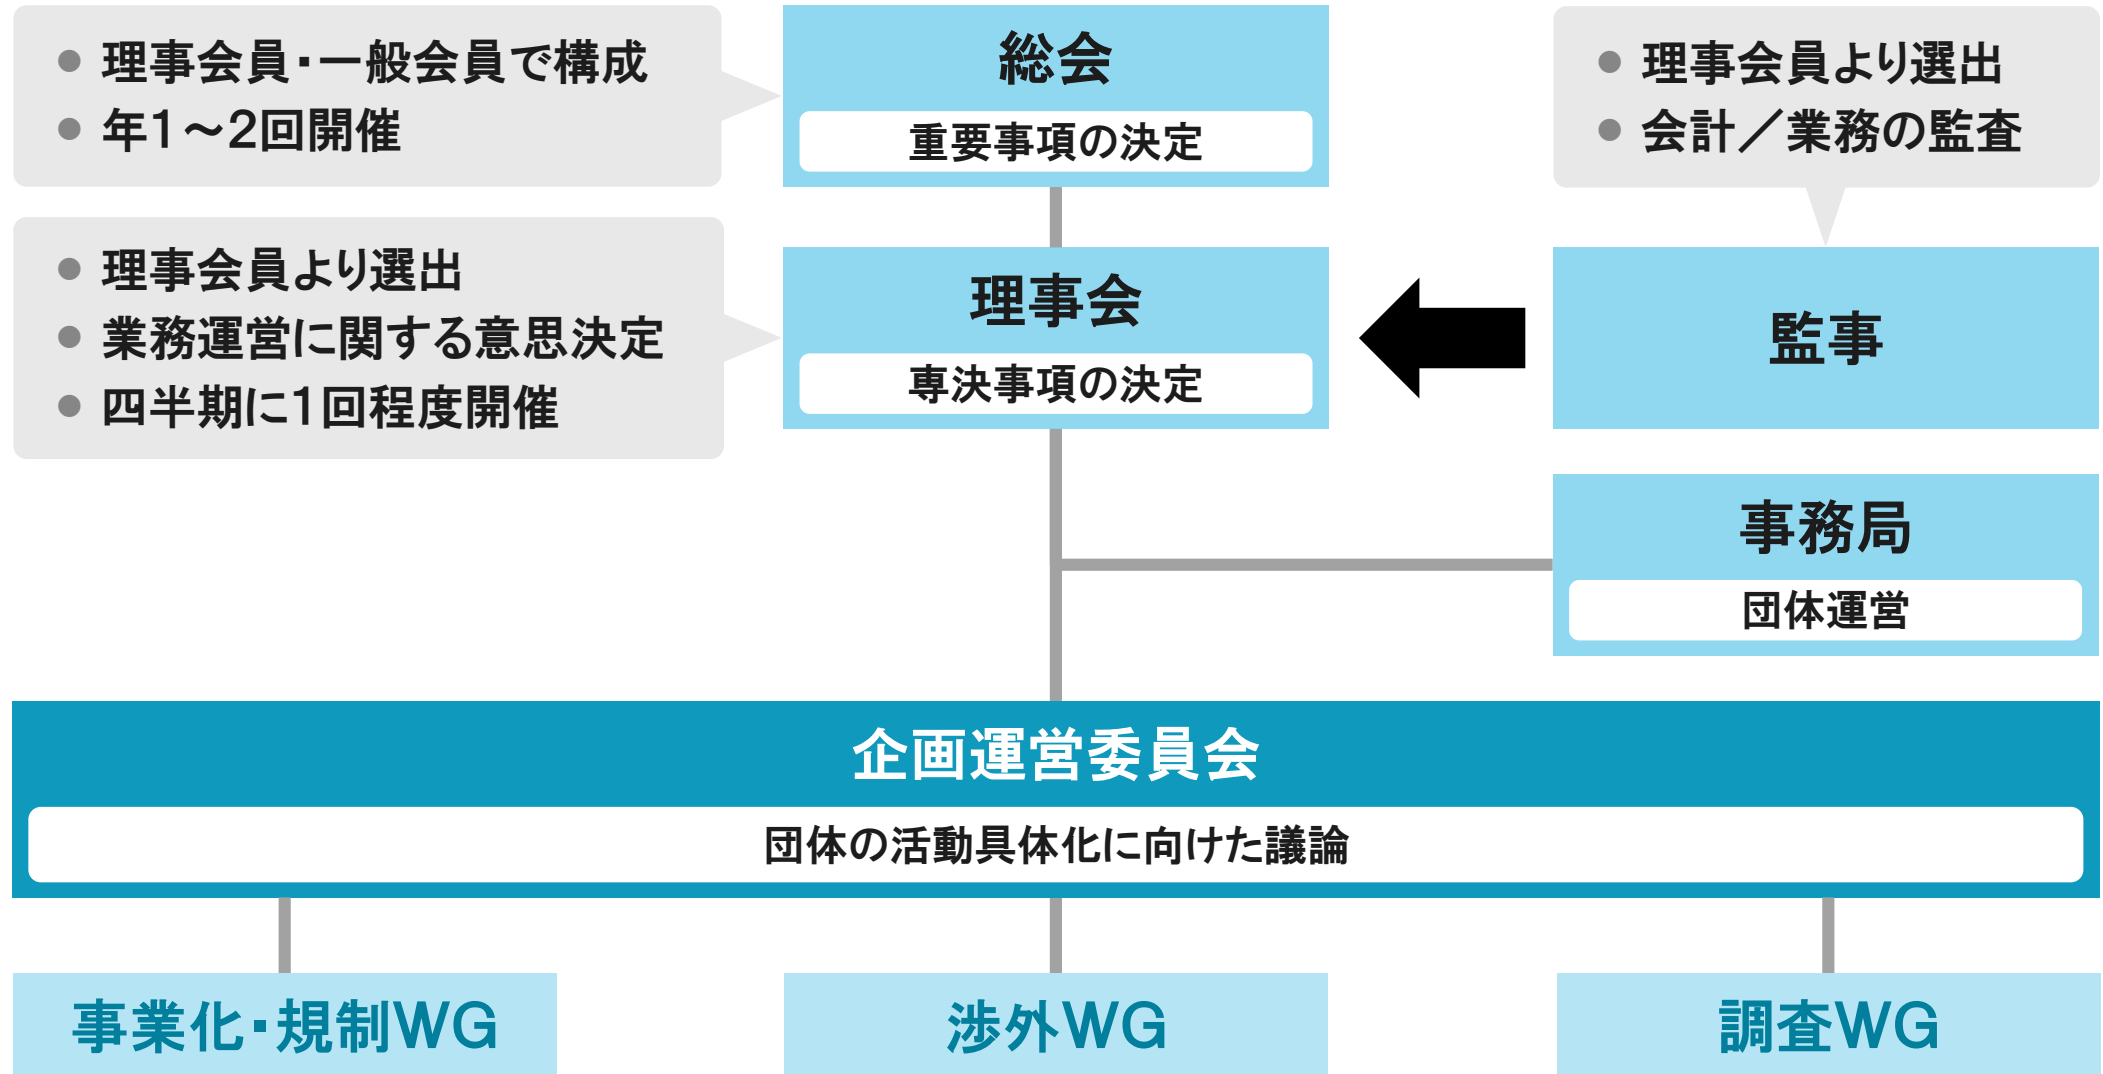 理事会員・一般会員で構成
年1～2回開催
総会
重要事項の決定
理事会員より選出
会計／業務の監査
理事会員より選出
業務運営に関する意思決定
四半期に1回程度開催
理事会
専決事項の決定
監事
事務局
団体運営
企画運営委員会
団体の活動具体化に向けた議論
事業化・規制WG
渉外WG
調査WG